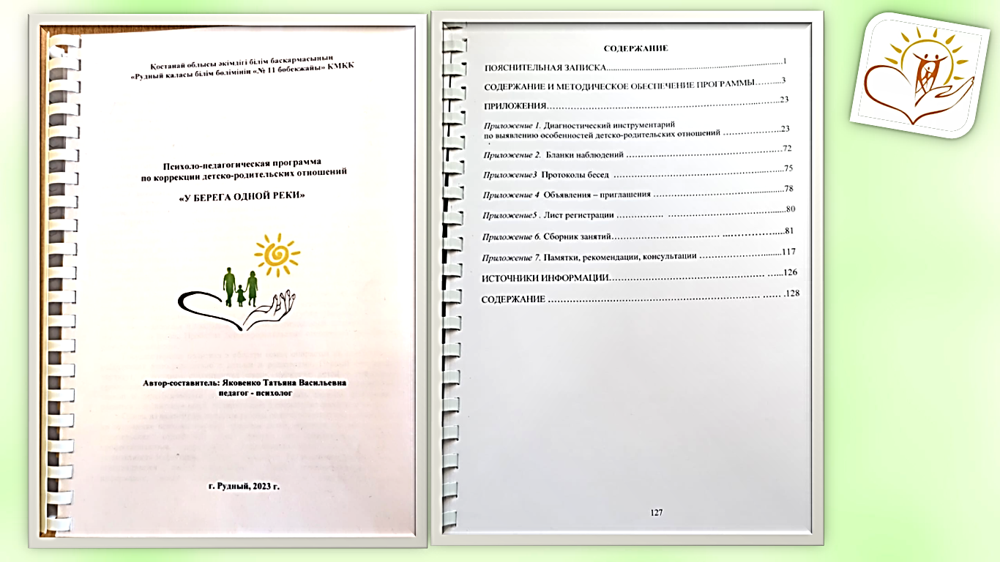 Қостанай облысы әкімдігі білім басқармасының
«Рудный қаласы білім бөлімінің «№ 11 бөбекжайы» КМҚК
Психоло-педагогическая программа
по коррекции детско-родительских отношений
«У БЕРЕГА ОДНОЙ РЕКИ»
Автор-составитель: Яковенко Татьяна Васильевна
педагог - психолог
г. Рудный, 2023 г.
СОДЕРЖАНИЕ
ПОЯСНИТЕЛЬНАЯ ЗАПИСКА...1
СОДЕРЖАНИЕ И МЕТОДИЧЕСКОЕ ОБЕСПЕЧЕНИЕ ПРОГРАММЫ...3
ПРИЛОЖЕНИЯ...23
Приложение 1. Диагностический инструментарий
по выявлению особенностей детско-родительских отношений ...23
Приложение 2. Бланки наблюдений ...72
Приложение3 Протоколы бесед ...75
Приложение 4 Объявления – приглашения ...78
Приложение5 . Лист регистрации ...80
Приложение 6. Сборник занятий...81
Приложение 7. Памятки, рекомендации, консультации ...117
ИСТОЧНИКИ ИНФОРМАЦИИ...126
СОДЕРЖАНИЕ ...128
127